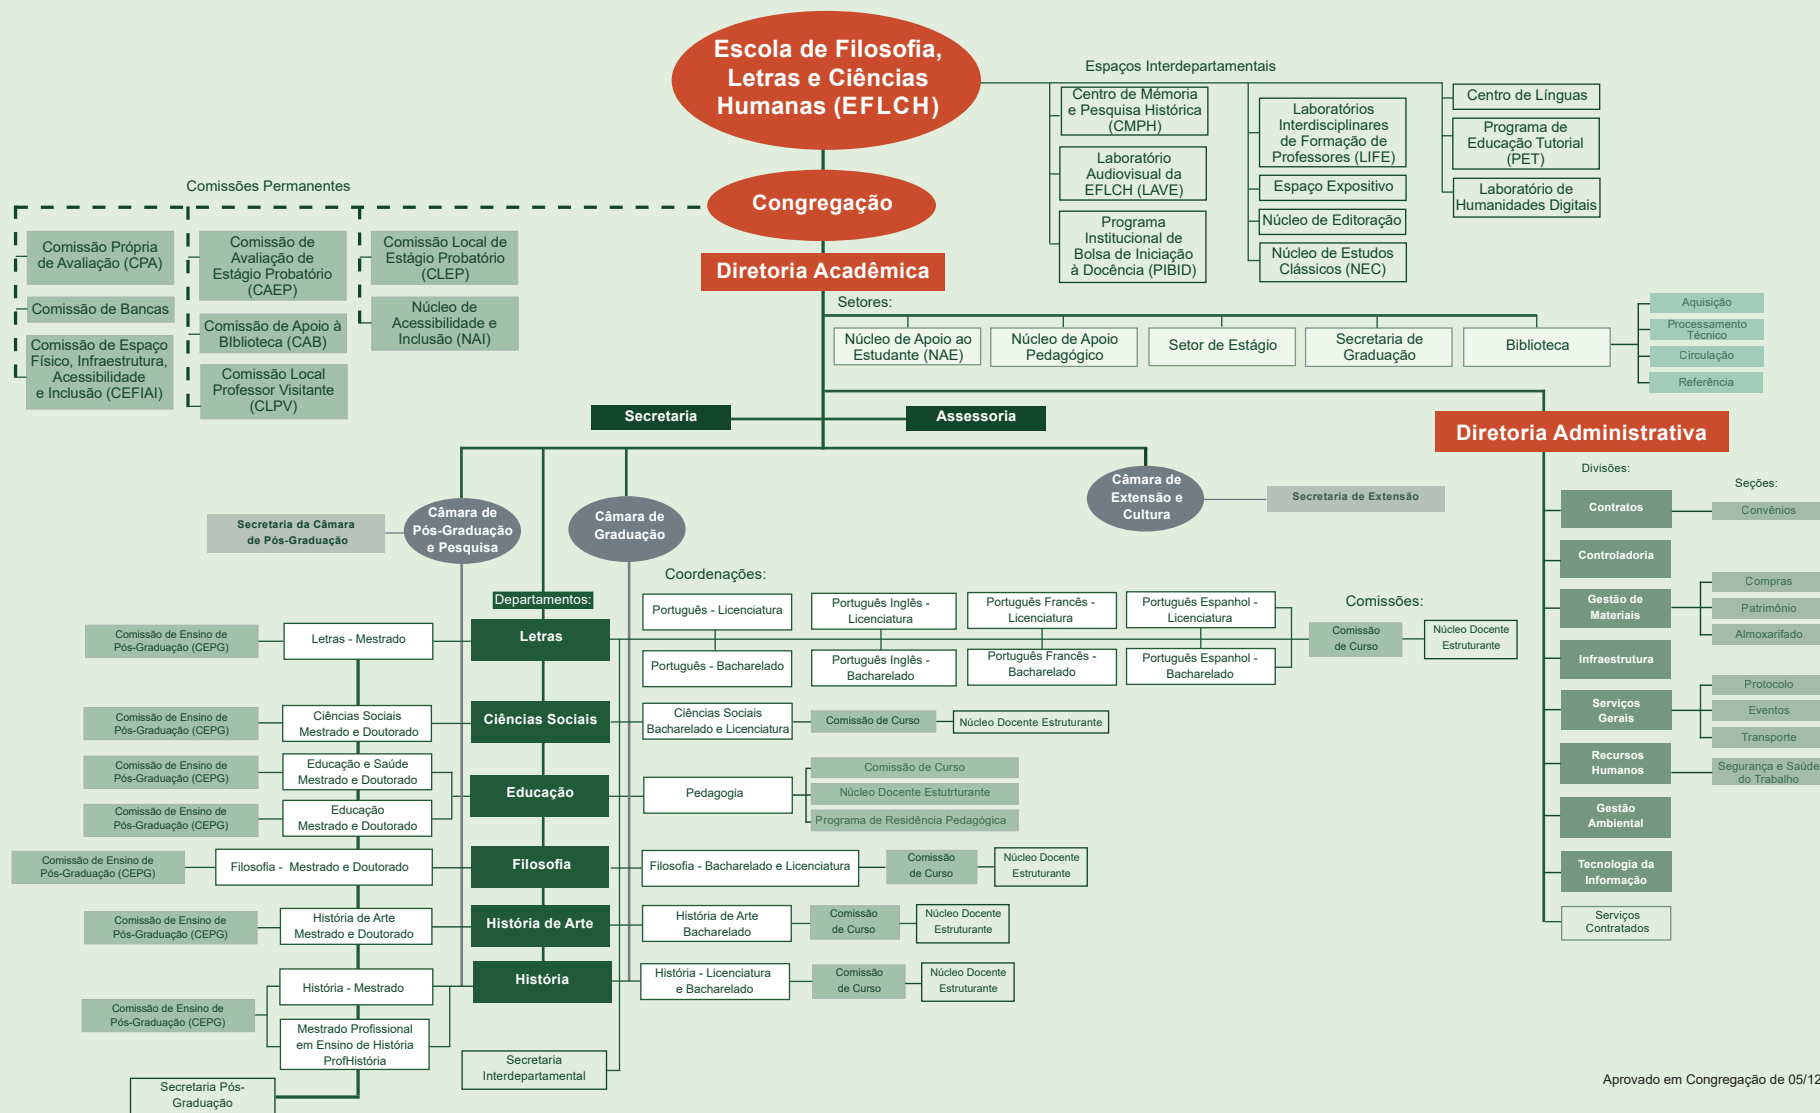 Escola de Filosofia,
Letras e Ciências
Humanas (EFLCH)
Espaços Interdepartamentais
Centro de Mémoria
e Pesquisa Histórica
(CMPH)
Laboratório
Audiovisual da
EFLCH (LAVE)
Programa
Institucional de
Bolsa de Iniciação
à Docência (PIBID)
Laboratórios
Interdisciplinares
de Formação de
Professores (LIFE)
Espaço Expositivo
Núcleo de Editoração
Núcleo de Estudos
Clássicos (NEC)
Centro de Línguas
Programa de
Educação Tutorial
(PET)
Laboratório de
Humanidades Digitais
Congregação
Comissões Permanentes
Comissão Própria
de Avaliação (CPA)
Comissão de Bancas
Comissão de Espaço
Físico, Infraestrutura,
Acessibilidade
e Inclusão (CEFIAI)
Comissão de
Avaliação de
Estágio Probatório
(CAEP)
Comissão de Apoio à
BIblioteca (CAB)
Comissão Local
Professor Visitante
(CLPV)
Comissão Local de
Estágio Probatório
(CLEP)
Núcleo de
Acessibilidade e
Inclusão (NAI)
Diretoria Acadêmica
Setores:
Núcleo de Apoio ao
Estudante (NAE)
Núcleo de Apoio
Pedagógico
Setor de Estágio
Secretaria de
Graduação
Biblioteca
Aquisição
Processamento
Técnico
Circulação
Referência
Secretaria
Assessoria
Diretoria Administrativa
Divisões:
Seções:
Contratos
Convênios
Controladoria
Gestão de
Materiais
Compras
Patrimônio
Almoxarifado
Infraestrutura
Serviços
Gerais
Protocolo
Eventos
Transporte
Recursos
Humanos
Segurança e Saúde
do Trabalho
Gestão
Ambiental
Tecnologia da
Informação
Serviços
Contratados
Câmara de
Extensão e
Cultura
Secretaria de Extensão
Secretaria da Câmara
de Pós-Graduação
Câmara de
Pós-Graduação
e Pesquisa
Câmara de
Graduação
Departamentos:
Coordenações:
Comissões:
Comissão de Ensino de
Pós-Graduação (CEPG)
Letras - Mestrado
Letras
Português - Licenciatura
Português Inglês -
Licenciatura
Português Francês -
Licenciatura
Português Espanhol -
Licenciatura
Português - Bacharelado
Português Inglês -
Bacharelado
Português Francês -
Bacharelado
Português Espanhol -
Bacharelado
Comissão
de Curso
Núcleo Docente
Estruturante
Comissão de Ensino de
Pós-Graduação (CEPG)
Ciências Sociais
Mestrado e Doutorado
Ciências Sociais
Ciências Sociais
Bacharelado e Licenciatura
Comissão de Curso
Núcleo Docente Estruturante
Comissão de Ensino de
Pós-Graduação (CEPG)
Educação e Saúde
Mestrado e Doutorado
Comissão de Ensino de
Pós-Graduação (CEPG)
Educação
Mestrado e Doutorado
Educação
Pedagogia
Comissão de Curso
Núcleo Docente Estutrturante
Programa de Residência Pedagógica
Comissão de Ensino de
Pós-Graduação (CEPG)
Filosofia - Mestrado e Doutorado
Filosofia
Filosofia - Bacharelado e Licenciatura
Comissão
de Curso
Núcleo Docente
Estruturante
Comissão de Ensino de
Pós-Graduação (CEPG)
História de Arte
Mestrado e Doutorado
História de Arte
História de Arte
Bacharelado
Comissão
de Curso
Núcleo Docente
Estruturante
Comissão de Ensino de
Pós-Graduação (CEPG)
História - Mestrado
Mestrado Profissional
em Ensino de História
ProfHistória
História
História - Licenciatura
e Bacharelado
Comissão
de Curso
Núcleo Docente
Estruturante
Secretaria
Interdepartamental
Secretaria Pós-
Graduação
Aprovado em Congregação de 05/12